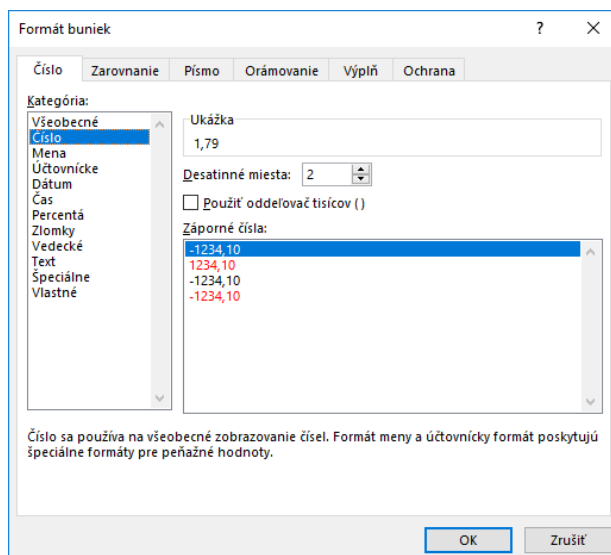 Formát buniek
Číslo Zarovnanie Písmo Orámovanie Výplň Ochrana
Kategória:
Všeobecné
Číslo
Mena
Účtovnícke
Dátum
Čas
Percentá
Zlomky
Vedecké
Text
Špeciálne
Vlastné
Ukážka
1,79
Desatinné miesta: 2
Použiť oddeľovač tisícov ( )
Záporné čísla:
-1234,10
1234,10
-1234,10
-1234,10
Číslo sa používa na všeobecné zobrazovanie čísel. Formát meny a účtovnícky formát poskytujú
špeciálne formáty pre peňažné hodnoty.
OK Zrušiť